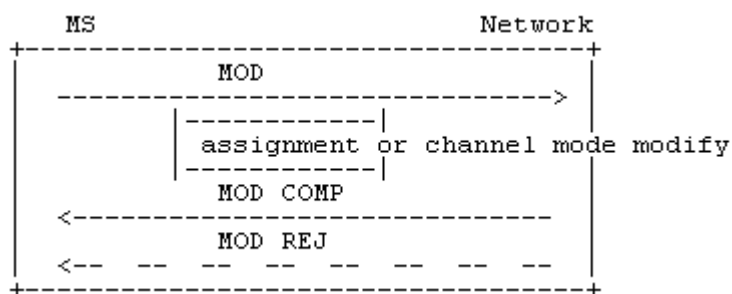 MS Network
MOD
assignment or channel mode modify
MOD COMP
MOD REJ